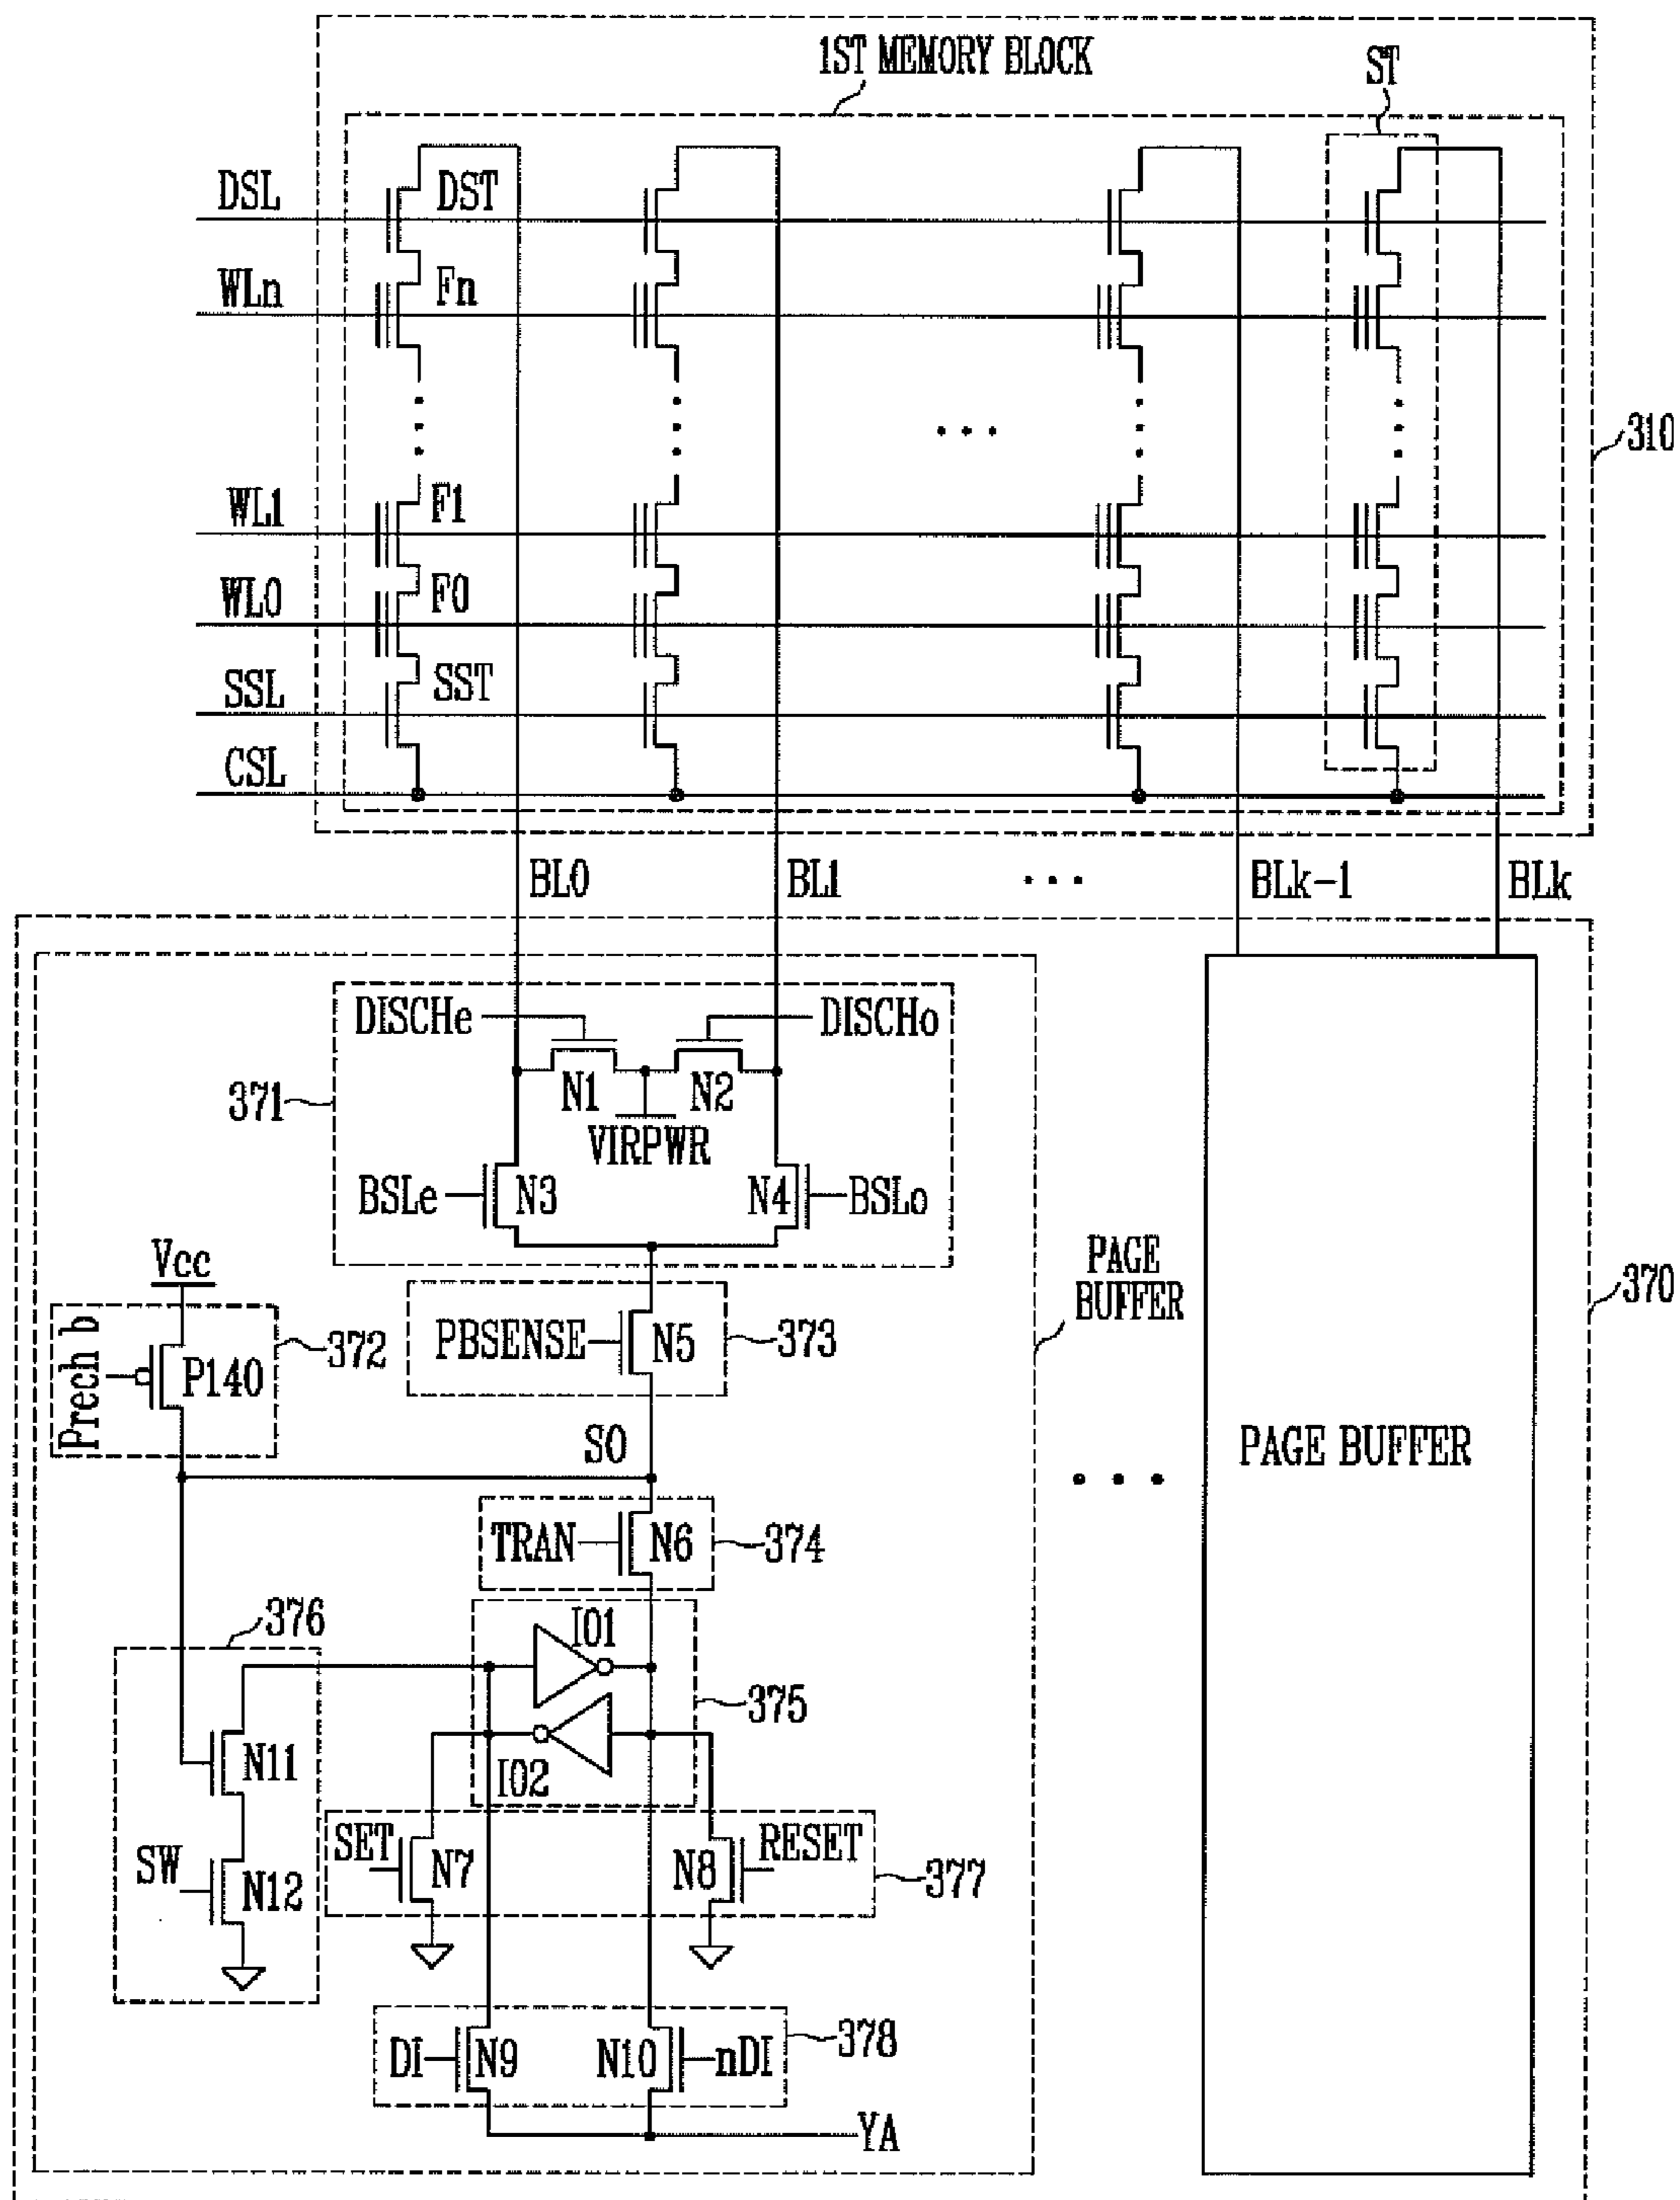 1ST MEMORY BLOCK
ST
DSL
DST
WLn
Fn
310
WL1
F1
WL0
F0
SSL
SST
CSL
BL0
BL1
BLk-1
BLk
DISCHe
DISCHo
371
N1
N2
VIRPWR
BSLe
N3
N4
BSLo
Vcc
PAGE
BUFFER
370
Prech b
P140
372
PBSENSE
N5
373
SO
PAGE BUFFER
TRAN
N6
374
376
IO1
375
N11
IO2
SET
N7
N8
RESET
377
SW
N12
DI
N9
N10
nDI
378
YA